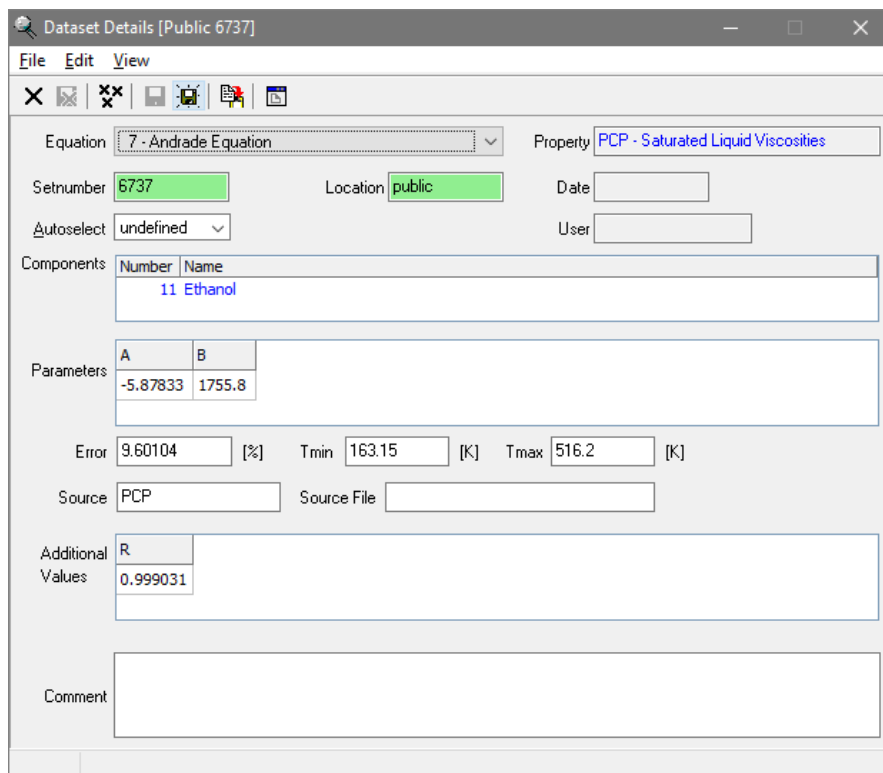 Dataset Details [Public 6737]
File Edit View
Equation 7 - Andrade Equation Property PCP - Saturated Liquid Viscosities
Setnumber 6737 Location public Date
Autoselect undefined User
Components Number Name
11 Ethanol
Parameters A B
-5.87833 1755.8
Error 9.60104 [%] Tmin 163.15 [K] Tmax 516.2 [K]
Source PCP Source File
Additional Values R
0.999031
Comment